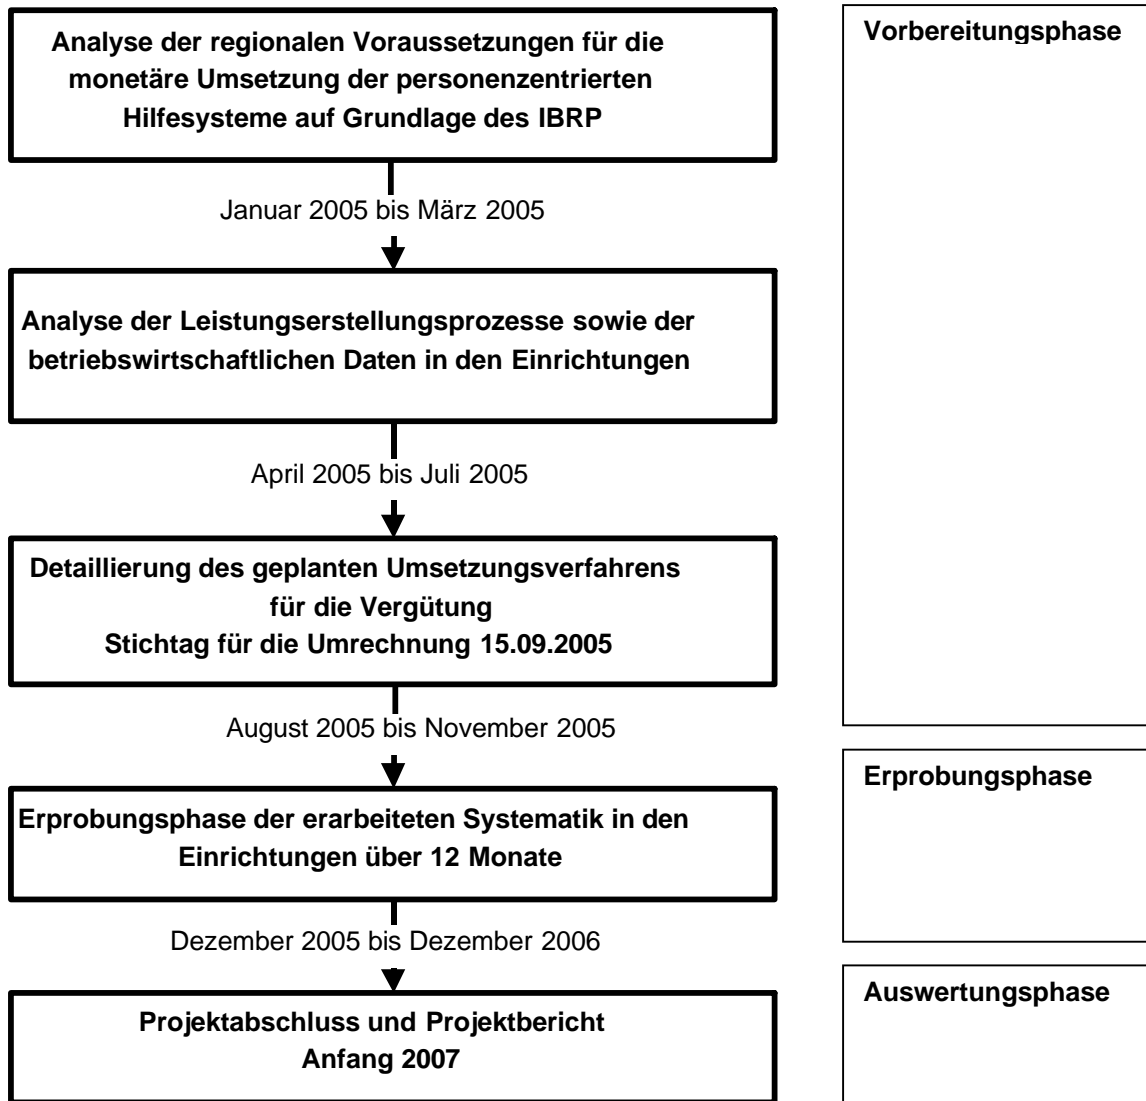 Analyse der regionalen Voraussetzungen für die
monetäre Umsetzung der personenzentrierten
Hilfesysteme auf Grundlage des IBRP
Vorbereitungsphase
Januar 2005 bis März 2005
Analyse der Leistungserstellungsprozesse sowie der
betriebswirtschaftlichen Daten in den Einrichtungen
April 2005 bis Juli 2005
Detaillierung des geplanten Umsetzungsverfahrens
für die Vergütung
Stichtag für die Umrechnung 15.09.2005
August 2005 bis November 2005
Erprobungsphase
Erprobungsphase der erarbeiteten Systematik in den
Einrichtungen über 12 Monate
Dezember 2005 bis Dezember 2006
Auswertungsphase
Projektabschluss und Projektbericht
Anfang 2007